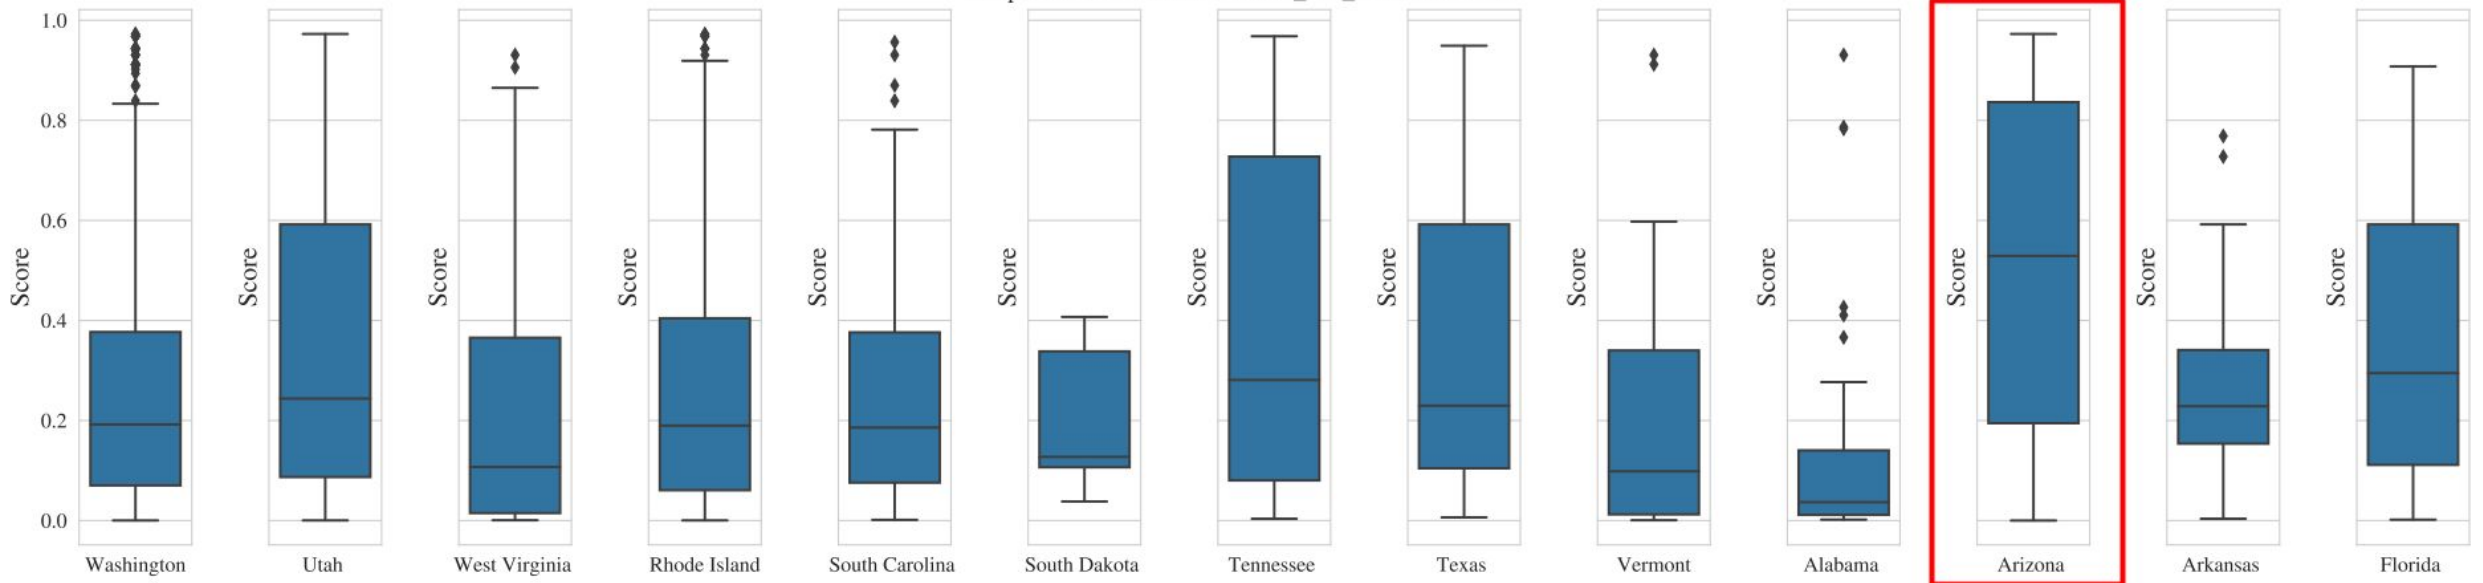 1.0
0.8
0.6
0.4
0.2
0.0
Score
Score
Score
Score
Score
Score
Score
Score
Score
Score
Score
Score
Score
Washington
Utah
West Virginia
Rhode Island
South Carolina
South Dakota
Tennessee
Texas
Vermont
Alabama
Arizona
Arkansas
Florida